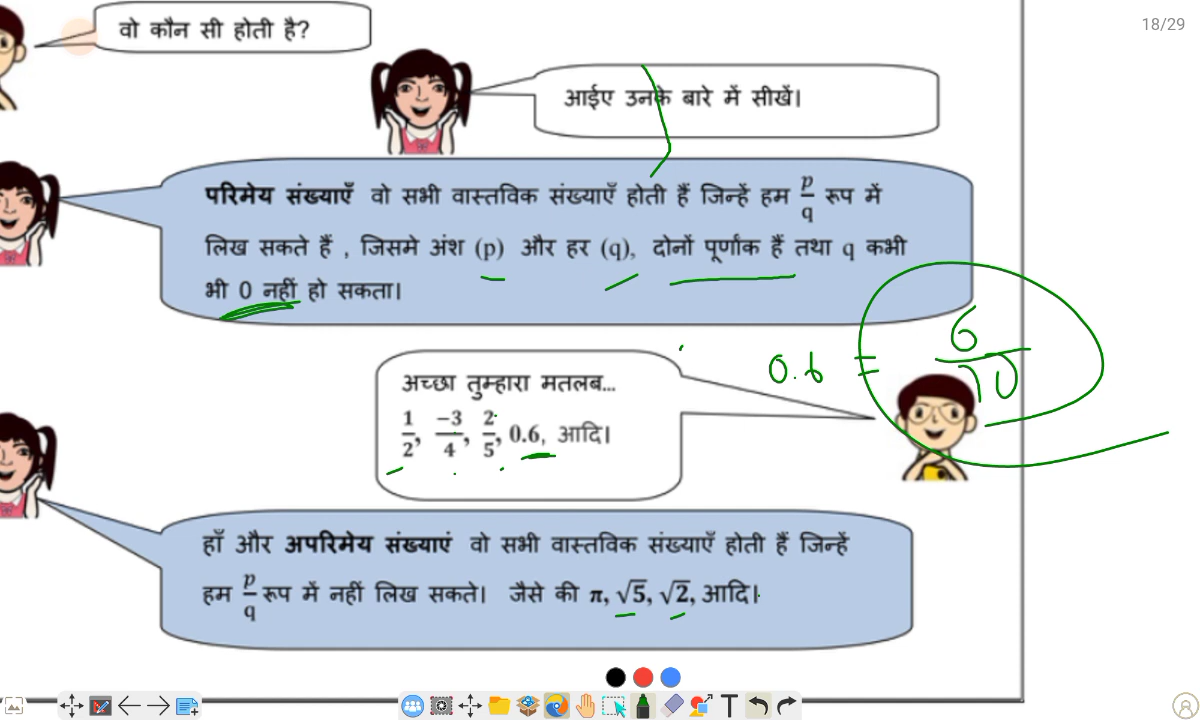 18/29
वो कौन सी होती है?
आईए उनके बारे में सीखें।
परिमेय संख्याएँ वो सभी वास्तविक संख्याएँ होती हैं जिन्हें हम p/q रूप में
लिख सकते हैं , जिसमे अंश (p) और हर (q), दोनों पूर्णांक हैं तथा q कभी
भी 0 नहीं हो सकता।
0.6 = 6/10
अच्छा तुम्हारा मतलब...
1/2, -3/4, 2/5, 0.6, आदि।
हाँ और अपरिमेय संख्याएं वो सभी वास्तविक संख्याएँ होती हैं जिन्हें
हम p/q रूप में नहीं लिख सकते। जैसे की π, √5, √2, आदि।